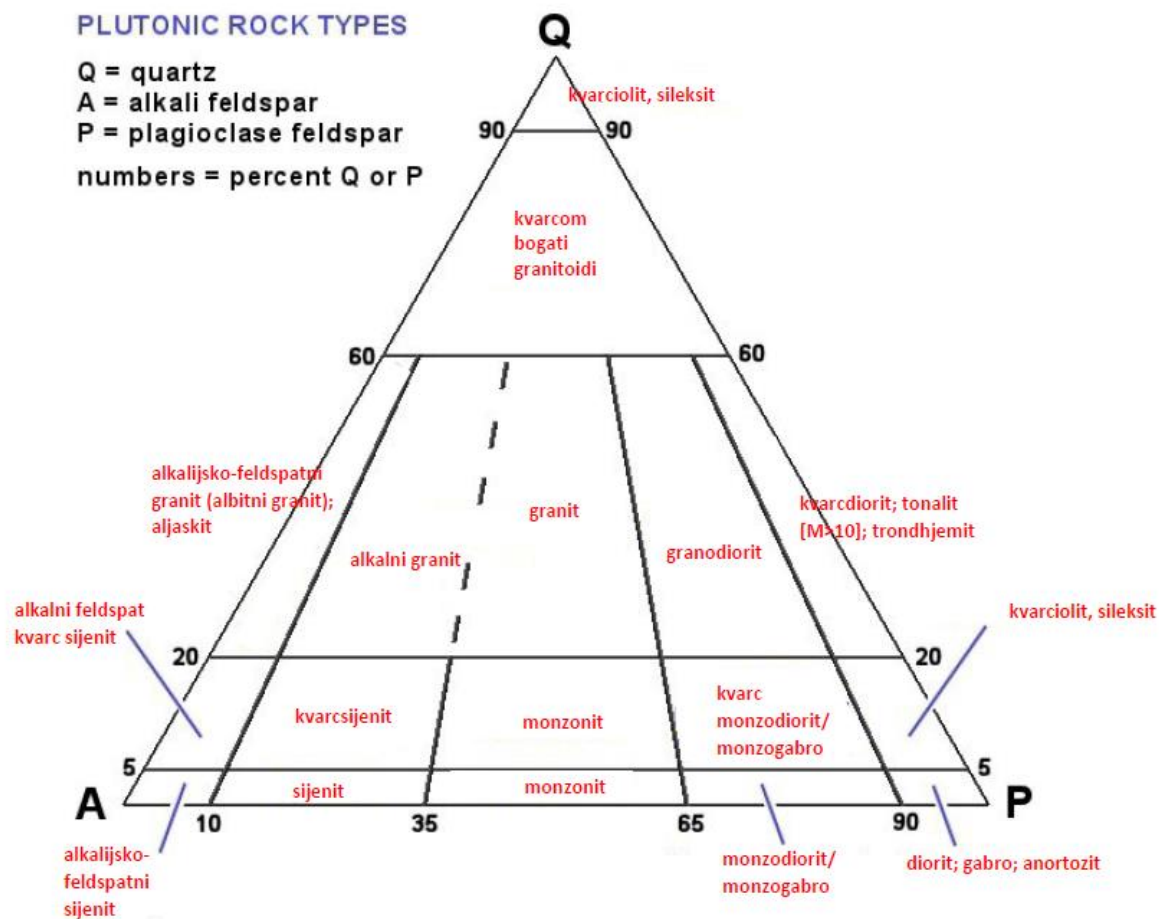 PLUTONIC ROCK TYPES
Q = quartz
A = alkali feldspar
P = plagioclase feldspar
numbers = percent Q or P
Q
kvarciolit, sileksit
90
90
kvarcom
bogati
granitoidi
60
60
alkalijsko-feldspatni
granit (albitni granit);
aljaskit
alkalni granit
granit
granodiorit
kvarcdiorit; tonalit
[M>10]; trondhjemit
alkalni feldspat
kvarc sijenit
kvarciolit, sileksit
20
20
kvarcsijenit
monzonit
kvarc
monzodiorit/
monzogabro
5
5
A
sijenit
monzonit
P
10
35
65
90
alkalijsko-
feldspatni
sijenit
monzodiorit/
monzogabro
diorit; gabro; anortozit